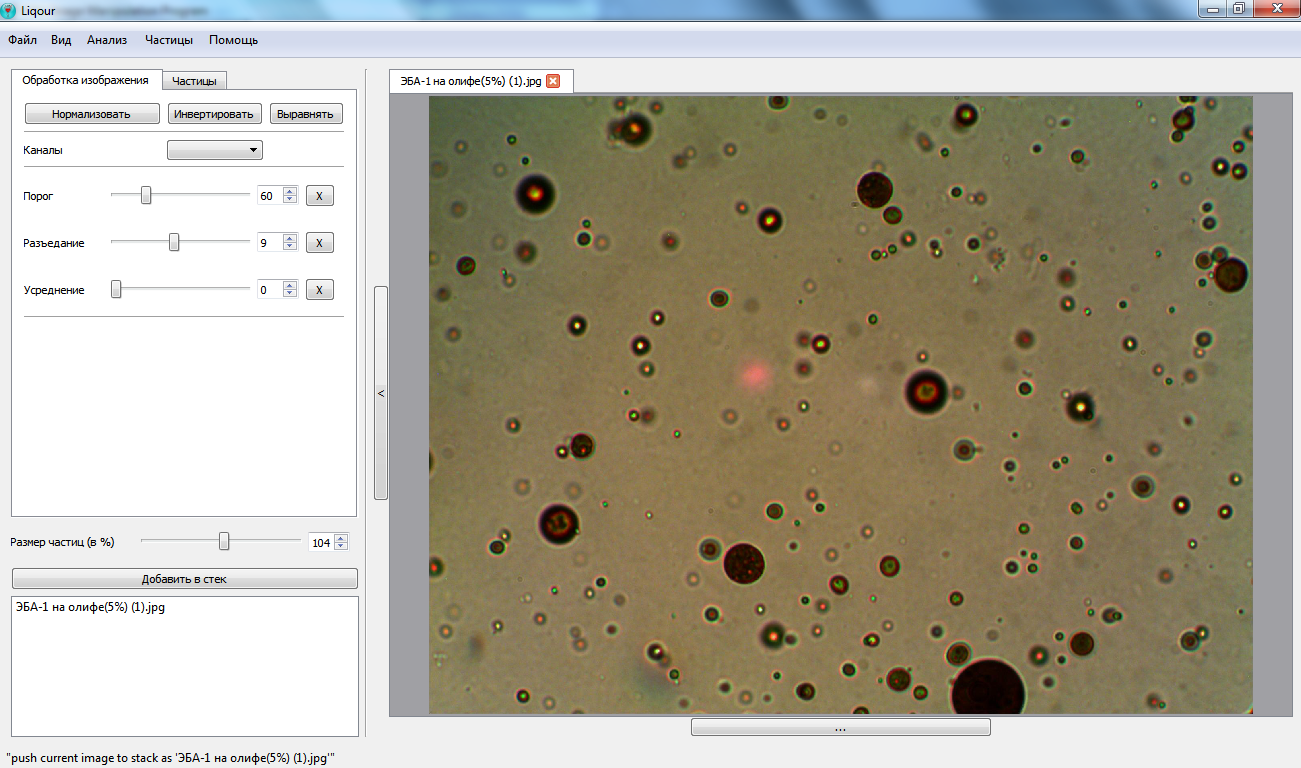 Liqour
Файл Вид Анализ Частицы Помощь
Обработка изображения Частицы
Нормализовать Инвертировать Выравнять
Каналы
Порог 60 X
Разъедание 9 X
Усреднение 0 X
Размер частиц (в %) 104
Добавить в стек
ЭБА-1 на олифе(5%) (1).jpg
ЭБА-1 на олифе(5%) (1).jpg
<
...
"push current image to stack as 'ЭБА-1 на олифе(5%) (1).jpg'"